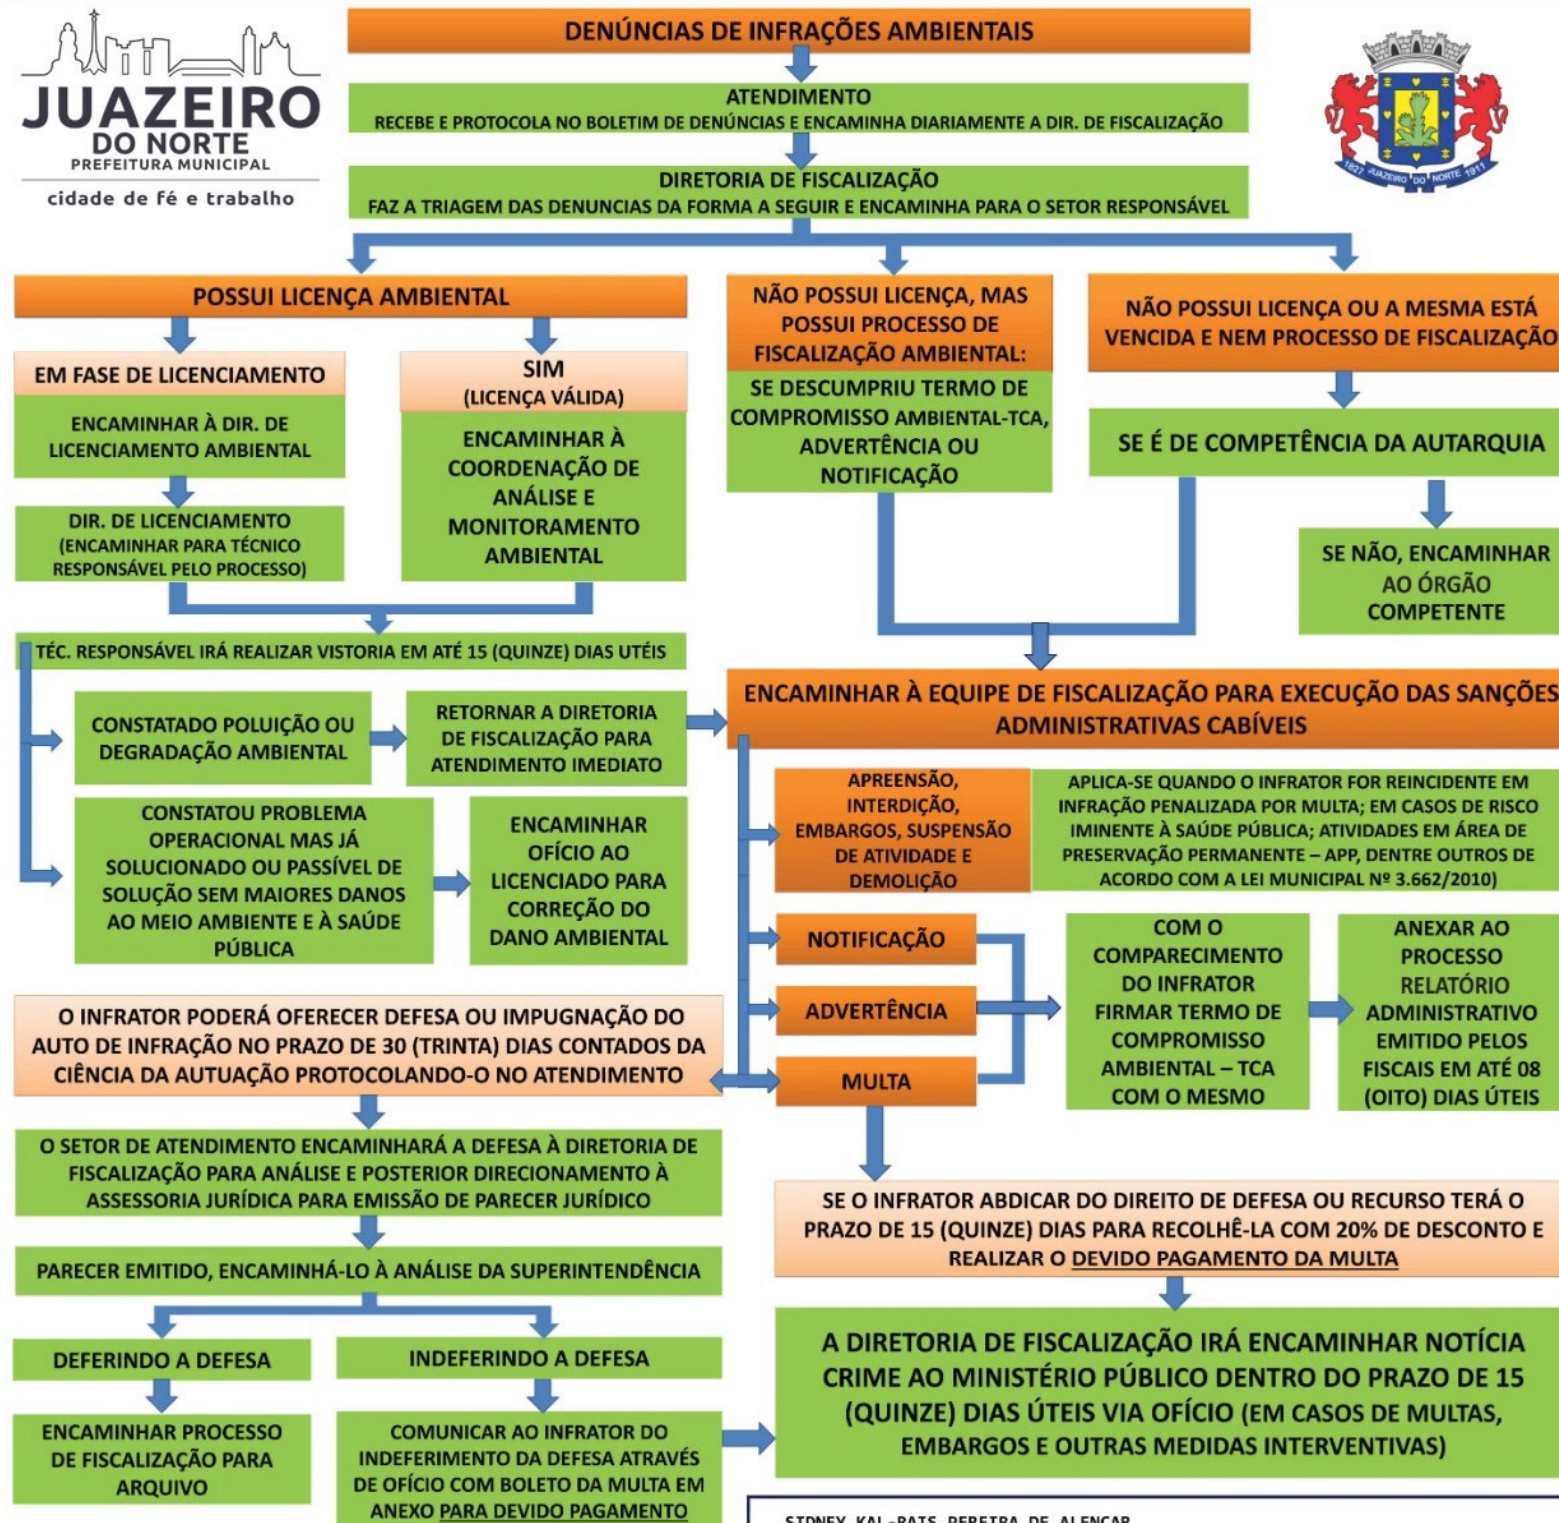 JUAZEIRO
DO NORTE
PREFEITURA MUNICIPAL
cidade de fé e trabalho
DENÚNCIAS DE INFRAÇÕES AMBIENTAIS
1827 JUAZEIRO DO NORTE 1911
ATENDIMENTO
RECEBE E PROTOCOLA NO BOLETIM DE DENÚNCIAS E ENCAMINHA DIARIAMENTE A DIR. DE FISCALIZAÇÃO
DIRETORIA DE FISCALIZAÇÃO
FAZ A TRIAGEM DAS DENUNCIAS DA FORMA A SEGUIR E ENCAMINHA PARA O SETOR RESPONSÁVEL
POSSUI LICENÇA AMBIENTAL
EM FASE DE LICENCIAMENTO
ENCAMINHAR À DIR. DE
LICENCIAMENTO AMBIENTAL
DIR. DE LICENCIAMENTO
(ENCAMINHAR PARA TÉCNICO
RESPONSÁVEL PELO PROCESSO)
SIM
(LICENÇA VÁLIDA)
ENCAMINHAR À
COORDENAÇÃO DE
ANÁLISE E
MONITORAMENTO
AMBIENTAL
NÃO POSSUI LICENÇA, MAS
POSSUI PROCESSO DE
FISCALIZAÇÃO AMBIENTAL:
SE DESCUMPRIU TERMO DE
COMPROMISSO AMBIENTAL-TCA,
ADVERTÊNCIA OU
NOTIFICAÇÃO
NÃO POSSUI LICENÇA OU A MESMA ESTÁ
VENCIDA E NEM PROCESSO DE FISCALIZAÇÃO
SE É DE COMPETÊNCIA DA AUTARQUIA
SE NÃO, ENCAMINHAR
AO ÓRGÃO
COMPETENTE
TÉC. RESPONSÁVEL IRÁ REALIZAR VISTORIA EM ATÉ 15 (QUINZE) DIAS UTÉIS
CONSTATADO POLUIÇÃO OU
DEGRADAÇÃO AMBIENTAL
RETORNAR A DIRETORIA
DE FISCALIZAÇÃO PARA
ATENDIMENTO IMEDIATO
CONSTATOU PROBLEMA
OPERACIONAL MAS JÁ
SOLUCIONADO OU PASSÍVEL DE
SOLUÇÃO SEM MAIORES DANOS
AO MEIO AMBIENTE E À SAÚDE
PÚBLICA
ENCAMINHAR
OFÍCIO AO
LICENCIADO PARA
CORREÇÃO DO
DANO AMBIENTAL
ENCAMINHAR À EQUIPE DE FISCALIZAÇÃO PARA EXECUÇÃO DAS SANÇÕES
ADMINISTRATIVAS CABÍVEIS
APREENSÃO,
INTERDIÇÃO,
EMBARGOS, SUSPENSÃO
DE ATIVIDADE E
DEMOLIÇÃO
APLICA-SE QUANDO O INFRATOR FOR REINCIDENTE EM
INFRAÇÃO PENALIZADA POR MULTA; EM CASOS DE RISCO
IMINENTE À SAÚDE PÚBLICA; ATIVIDADES EM ÁREA DE
PRESERVAÇÃO PERMANENTE – APP, DENTRE OUTROS DE
ACORDO COM A LEI MUNICIPAL Nº 3.662/2010)
NOTIFICAÇÃO
ADVERTÊNCIA
MULTA
COM O
COMPARECIMENTO
DO INFRATOR
FIRMAR TERMO DE
COMPROMISSO
AMBIENTAL – TCA
COM O MESMO
ANEXAR AO
PROCESSO
RELATÓRIO
ADMINISTRATIVO
EMITIDO PELOS
FISCAIS EM ATÉ 08
(OITO) DIAS ÚTEIS
O INFRATOR PODERÁ OFERECER DEFESA OU IMPUGNAÇÃO DO
AUTO DE INFRAÇÃO NO PRAZO DE 30 (TRINTA) DIAS CONTADOS DA
CIÊNCIA DA AUTUAÇÃO PROTOCOLANDO-O NO ATENDIMENTO
O SETOR DE ATENDIMENTO ENCAMINHARÁ A DEFESA À DIRETORIA DE
FISCALIZAÇÃO PARA ANÁLISE E POSTERIOR DIRECIONAMENTO À
ASSESSORIA JURÍDICA PARA EMISSÃO DE PARECER JURÍDICO
PARECER EMITIDO, ENCAMINHÁ-LO À ANÁLISE DA SUPERINTENDÊNCIA
DEFERINDO A DEFESA
ENCAMINHAR PROCESSO
DE FISCALIZAÇÃO PARA
ARQUIVO
INDEFERINDO A DEFESA
COMUNICAR AO INFRATOR DO
INDEFERIMENTO DA DEFESA ATRAVÉS
DE OFÍCIO COM BOLETO DA MULTA EM
ANEXO PARA DEVIDO PAGAMENTO
SE O INFRATOR ABDICAR DO DIREITO DE DEFESA OU RECURSO TERÁ O
PRAZO DE 15 (QUINZE) DIAS PARA RECOLHÊ-LA COM 20% DE DESCONTO E
REALIZAR O DEVIDO PAGAMENTO DA MULTA
A DIRETORIA DE FISCALIZAÇÃO IRÁ ENCAMINHAR NOTÍCIA
CRIME AO MINISTÉRIO PÚBLICO DENTRO DO PRAZO DE 15
(QUINZE) DIAS ÚTEIS VIA OFÍCIO (EM CASOS DE MULTAS,
EMBARGOS E OUTRAS MEDIDAS INTERVENTIVAS)
SIDNEY KAL-RAIS PEREIRA DE ALENCAR